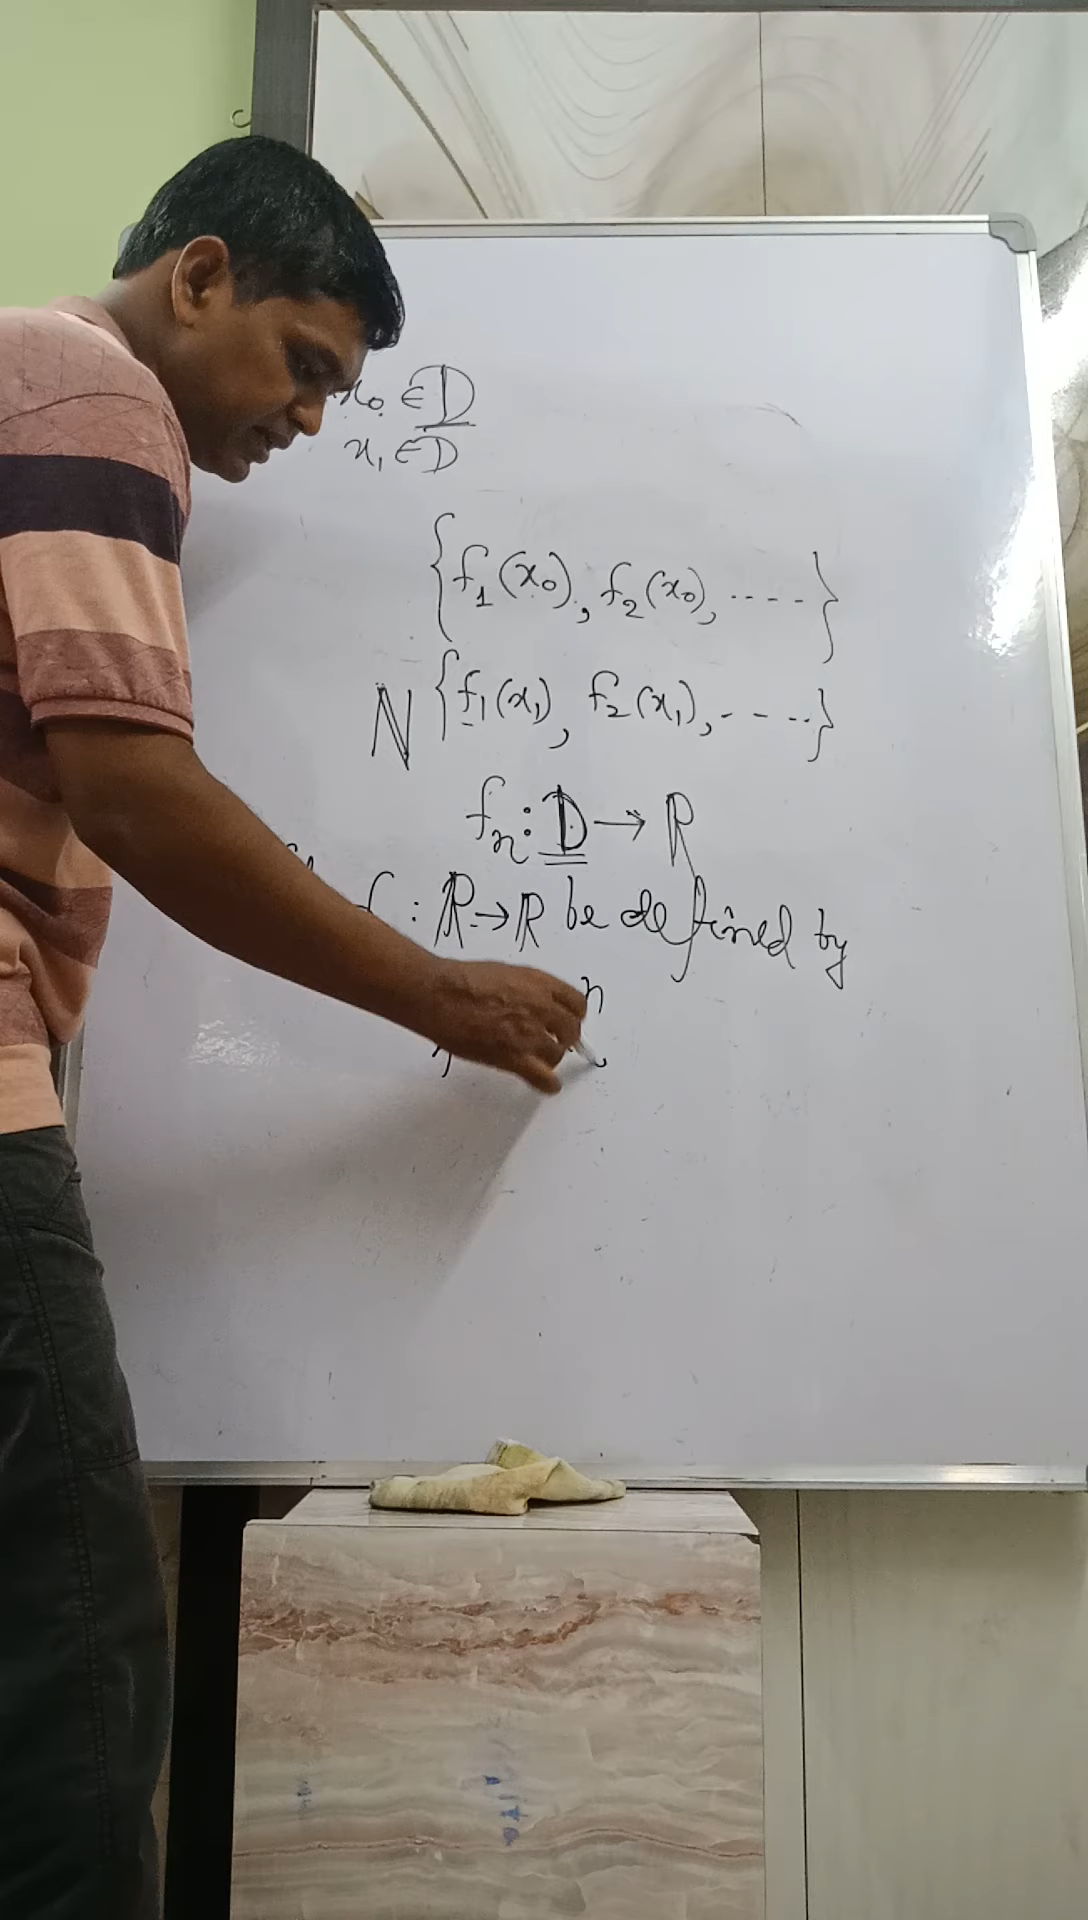 x₀ ∈ D
x₁ ∈ D
{f₁(x₀), f₂(x₀), ----}
N {f₁(x₁), f₂(x₁), ----}
fₙ: D → R
f : R → R be defined by
n